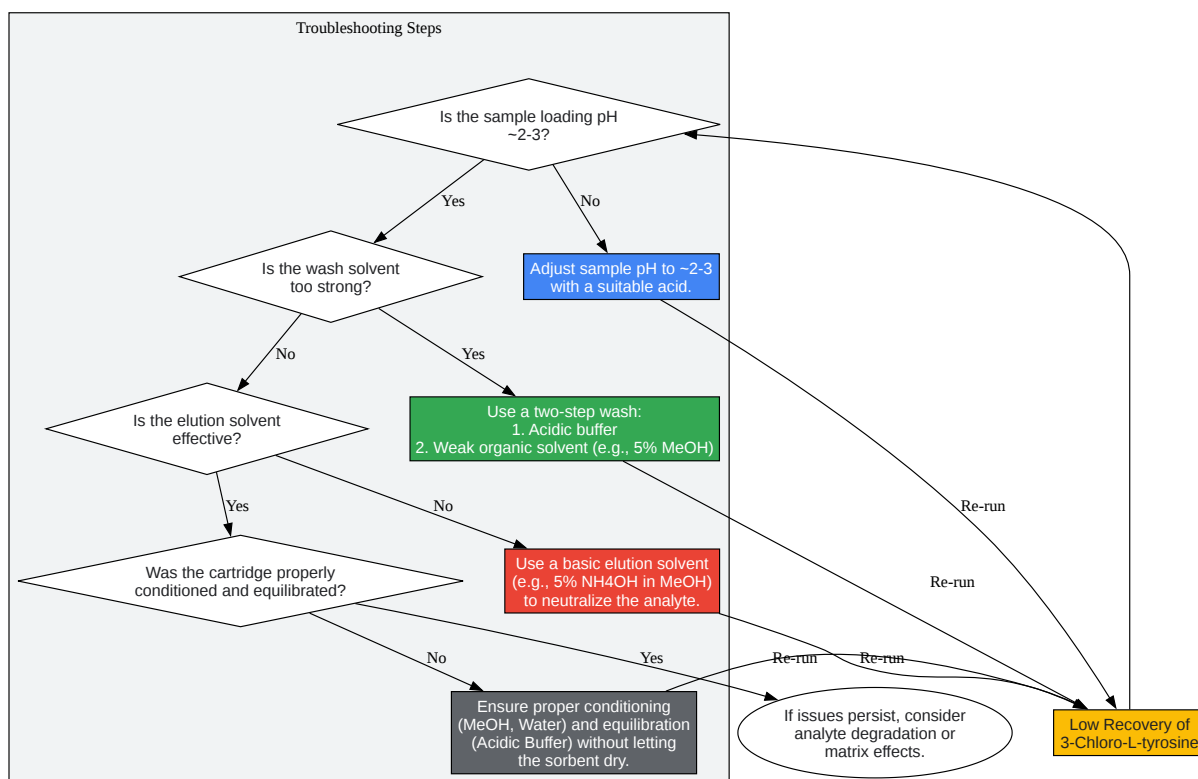 Troubleshooting Steps
Is the sample loading pH
~2-3?
Yes
No
Is the wash solvent
too strong?
Adjust sample pH to ~2-3
with a suitable acid.
No
Yes
Is the elution solvent
effective?
Use a two-step wash:
1. Acidic buffer
2. Weak organic solvent (e.g., 5% MeOH)
Yes
No
Re-run
Was the cartridge properly
conditioned and equilibrated?
Use a basic elution solvent
(e.g., 5% NH4OH in MeOH)
to neutralize the analyte.
Re-run
No
Yes
Re-run
Re-run
Ensure proper conditioning
(MeOH, Water) and equilibration
(Acidic Buffer) without letting
the sorbent dry.
If issues persist, consider
analyte degradation or
matrix effects.
Low Recovery of
3-Chloro-L-tyrosine